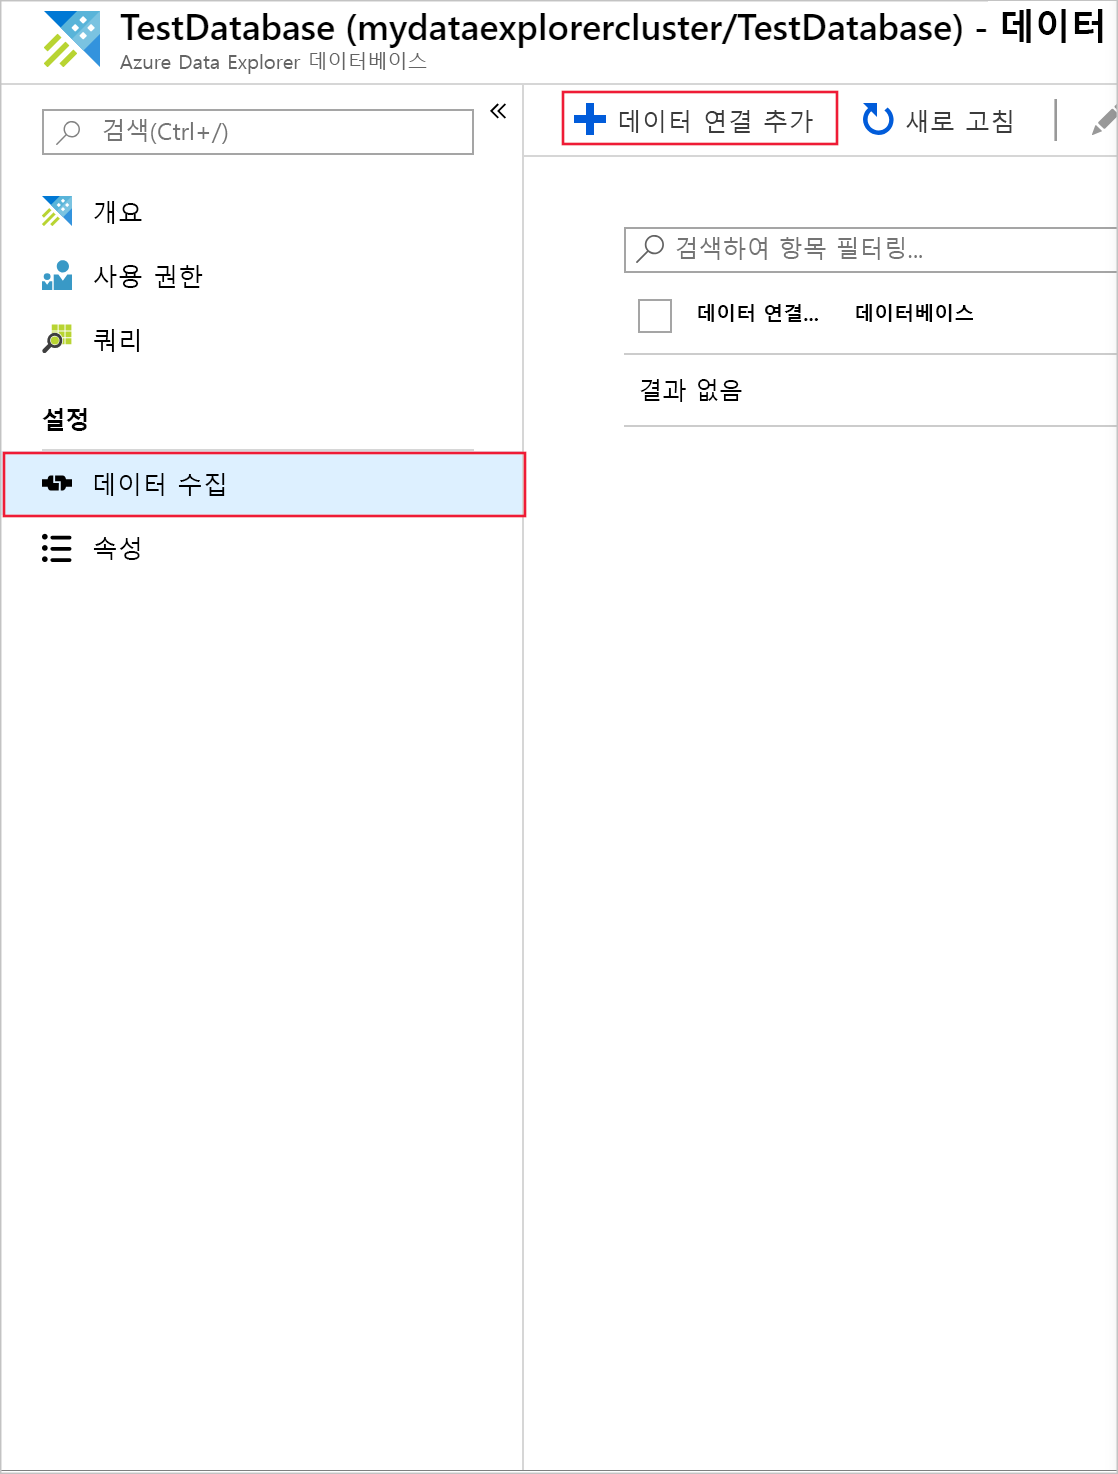 TestDatabase (mydataexplorercluster/TestDatabase) - 데이터
Azure Data Explorer 데이터베이스
검색(Ctrl+/)
«
개요
사용 권한
쿼리
설정
데이터 수집
속성
데이터 연결 추가
새로 고침
검색하여 항목 필터링...
데이터 연결... 데이터베이스
결과 없음